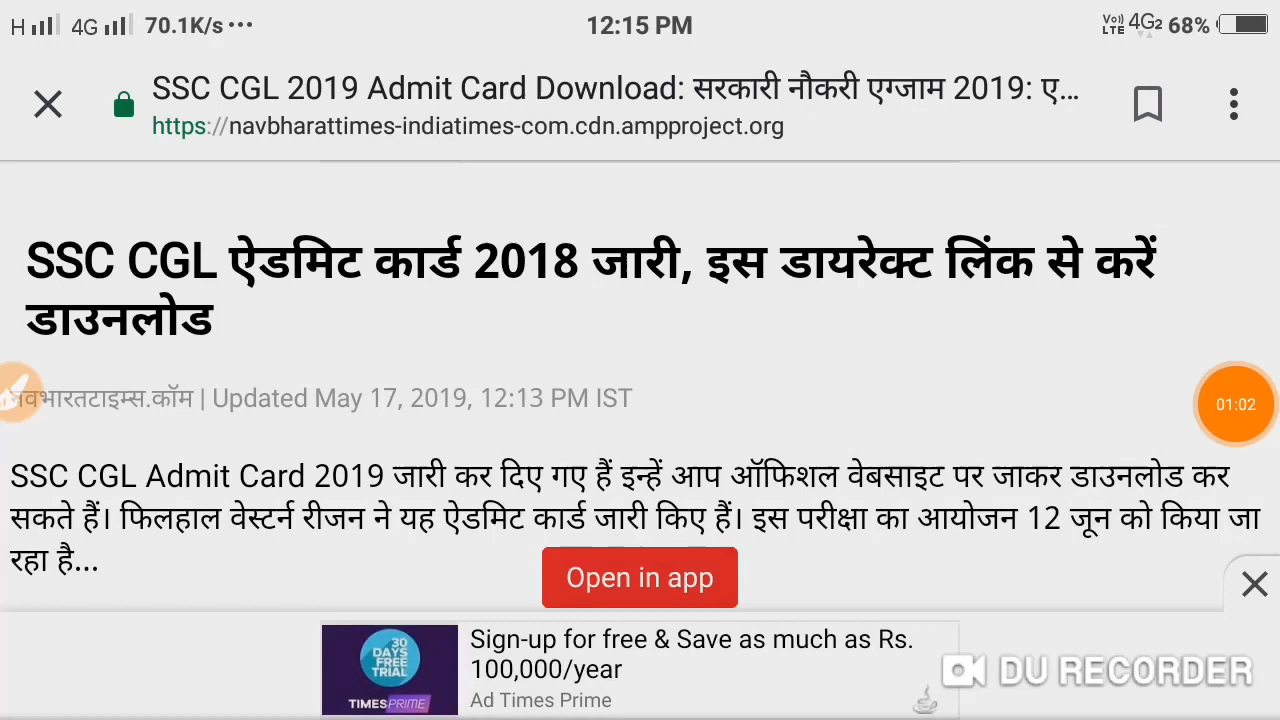 H 4G 70.1K/s ••• 12:15 PM Vo)) LTE 4G2 68%
SSC CGL 2019 Admit Card Download: सरकारी नौकरी एग्जाम 2019: ए...
https://navbharattimes-indiatimes-com.cdn.ampproject.org
SSC CGL ऐडमिट कार्ड 2018 जारी, इस डायरेक्ट लिंक से करें
डाउनलोड
वभारतटाइम्स.कॉम | Updated May 17, 2019, 12:13 PM IST
01:02
SSC CGL Admit Card 2019 जारी कर दिए गए हैं इन्हें आप ऑफिशल वेबसाइट पर जाकर डाउनलोड कर
सकते हैं। फिलहाल वेस्टर्न रीजन ने यह ऐडमिट कार्ड जारी किए हैं। इस परीक्षा का आयोजन 12 जून को किया जा
रहा है...
Open in app
30
DAYS
FREE
TRIAL
TIMESPRIME
Sign-up for free & Save as much as Rs.
100,000/year
Ad Times Prime
DU RECORDER